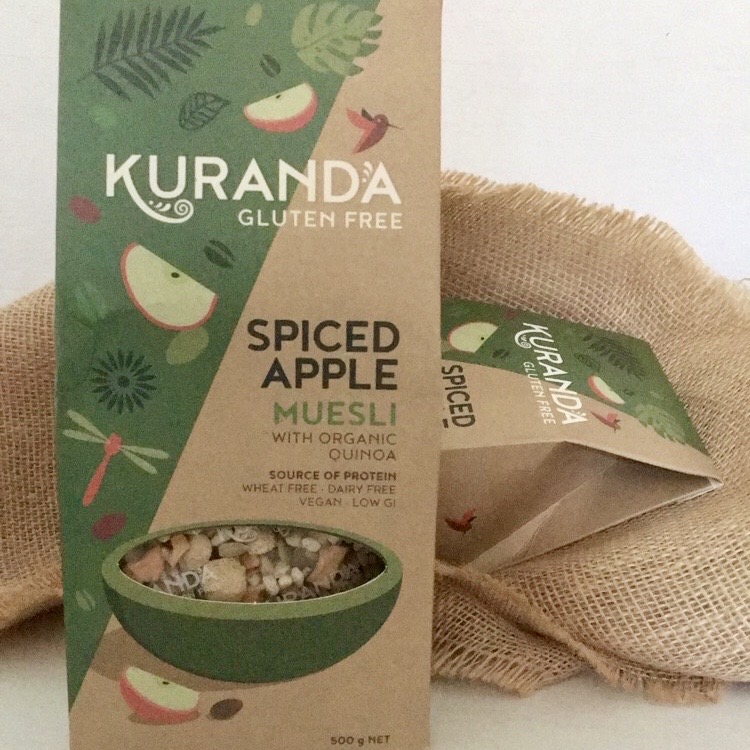 KURANDA
GLUTEN FREE
SPICED
APPLE
MUESLI
WITH ORGANIC
QUINOA
SOURCE OF PROTEIN
WHEAT FREE · DAIRY FREE
VEGAN · LOW GI
500 g NET
KURANDA
GLUTEN FREE
SPICED